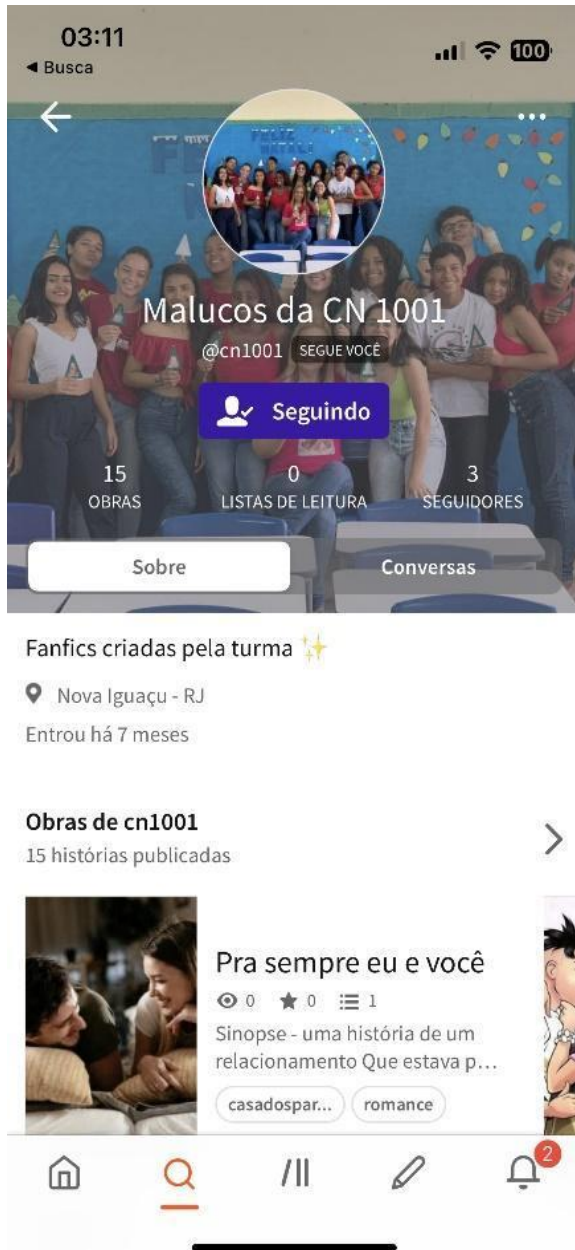 03:11
◄ Busca
100
FELIZ
NATAL!
Malucos da CN 1001
@cn1001 SEGUE VOCÊ
Seguindo
15 0 3
OBRAS LISTAS DE LEITURA SEGUIDORES
Sobre Conversas
Fanfics criadas pela turma ✨
Nova Iguaçu - RJ
Entrou há 7 meses
Obras de cn1001
15 histórias publicadas
Pra sempre eu e você
0 0 1
Sinopse - uma história de um
relacionamento Que estava p...
casadospar... romance
2